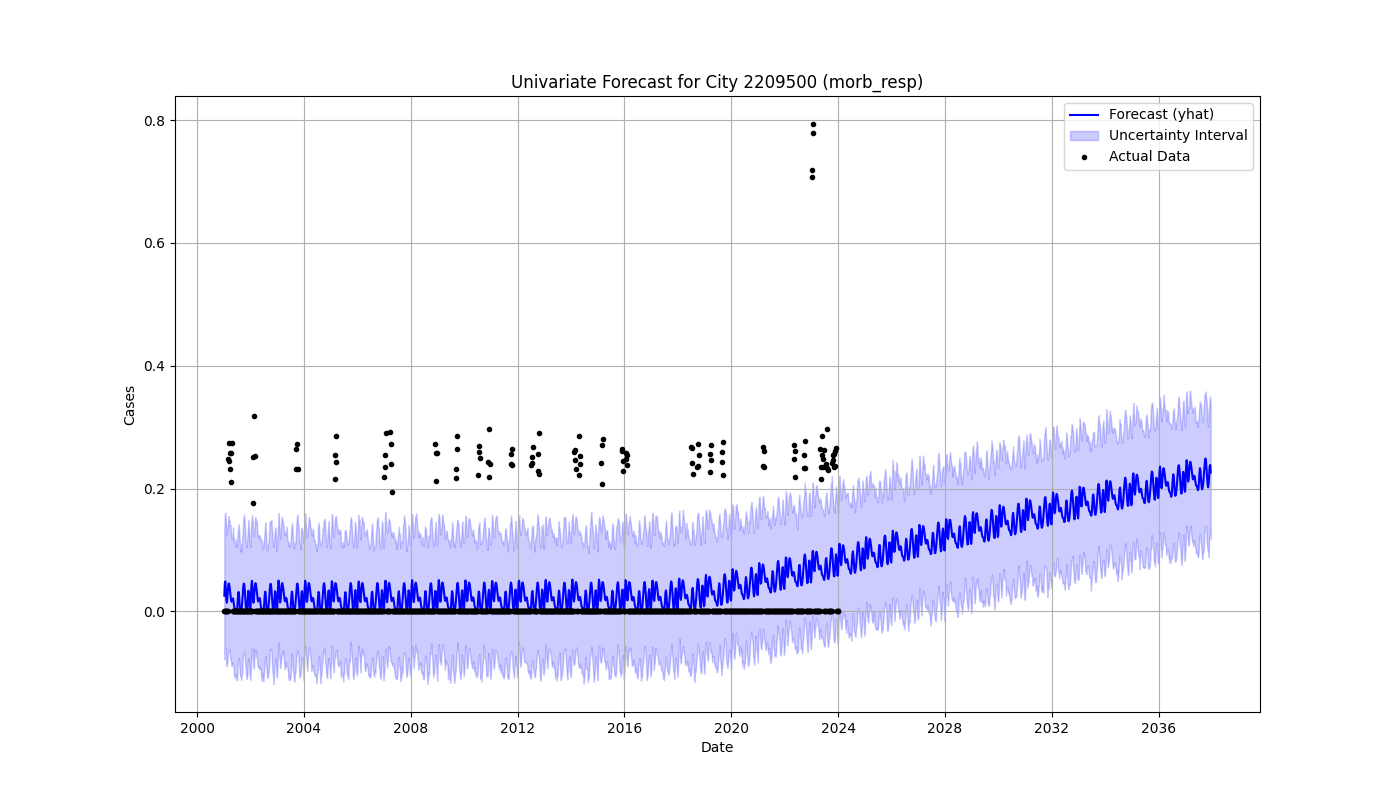 Univariate Forecast for City 2209500 (morb_resp)
Forecast (yhat)
Uncertainty Interval
Actual Data
0.8
0.6
0.4
0.2
0.0
Cases
2000 2004 2008 2012 2016 2020 2024 2028 2032 2036
Date